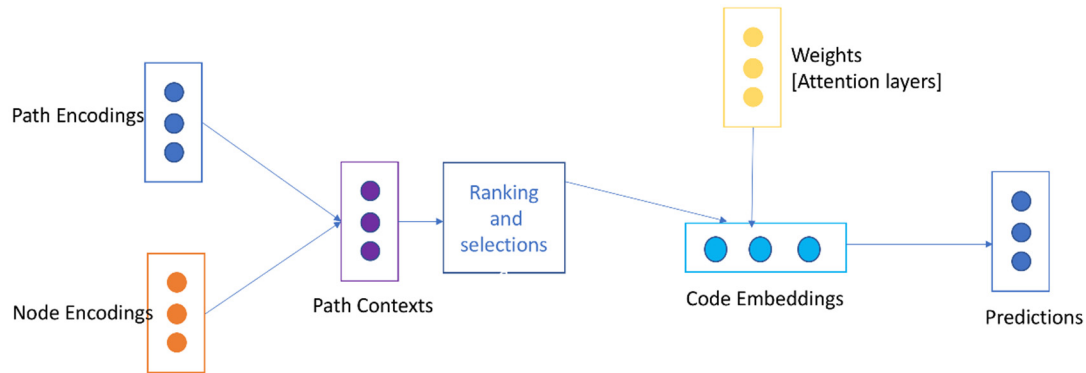 Path Encodings
Node Encodings
Path Contexts
Ranking
and
selections
Weights
[Attention layers]
Code Embeddings
Predictions